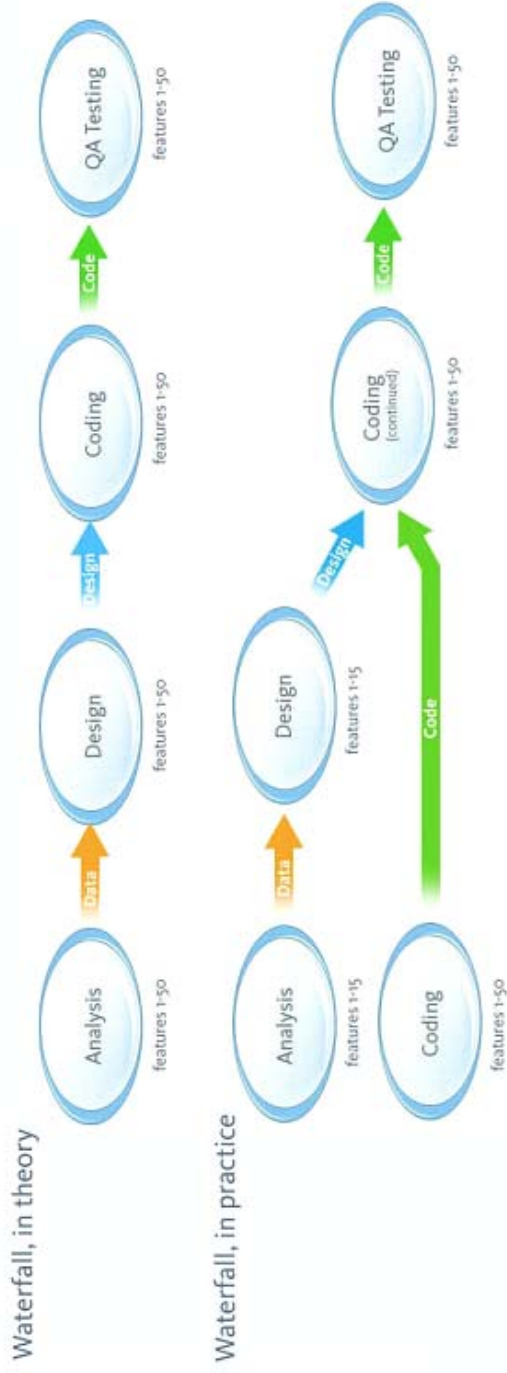 Waterfall, in theory
Analysis
features 1-50
Data
Design
features 1-50
Design
Coding
features 1-50
Code
QA Testing
features 1-50
Waterfall, in practice
Analysis
features 1-15
Data
Design
features 1-15
Design
Coding
features 1-50
Code
Coding
(continued)
features 1-50
Code
QA Testing
features 1-50